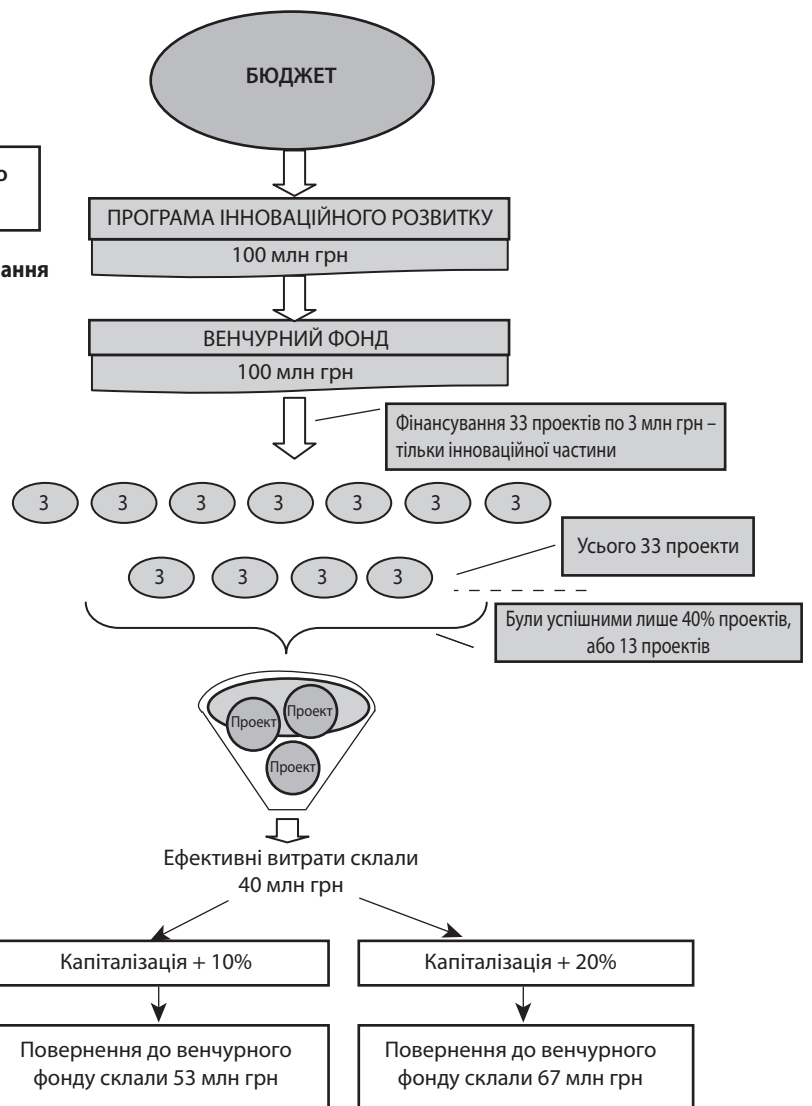 БЮДЖЕТ
ПРОГРАМА ІННОВАЦІЙНОГО РОЗВИТКУ
100 млн грн
ВЕНЧУРНИЙ ФОНД
100 млн грн
Фінансування 33 проектів по 3 млн грн –
тільки інноваційної частини
3 3 3 3 3 3 3
Усього 33 проекти
3 3 3 3
Були успішними лише 40% проектів,
або 13 проектів
Проект Проект
Проект
Ефективні витрати склали
40 млн грн
Капіталізація + 10% Капіталізація + 20%
Повернення до венчурного
фонду склали 53 млн грн
Повернення до венчурного
фонду склали 67 млн грн